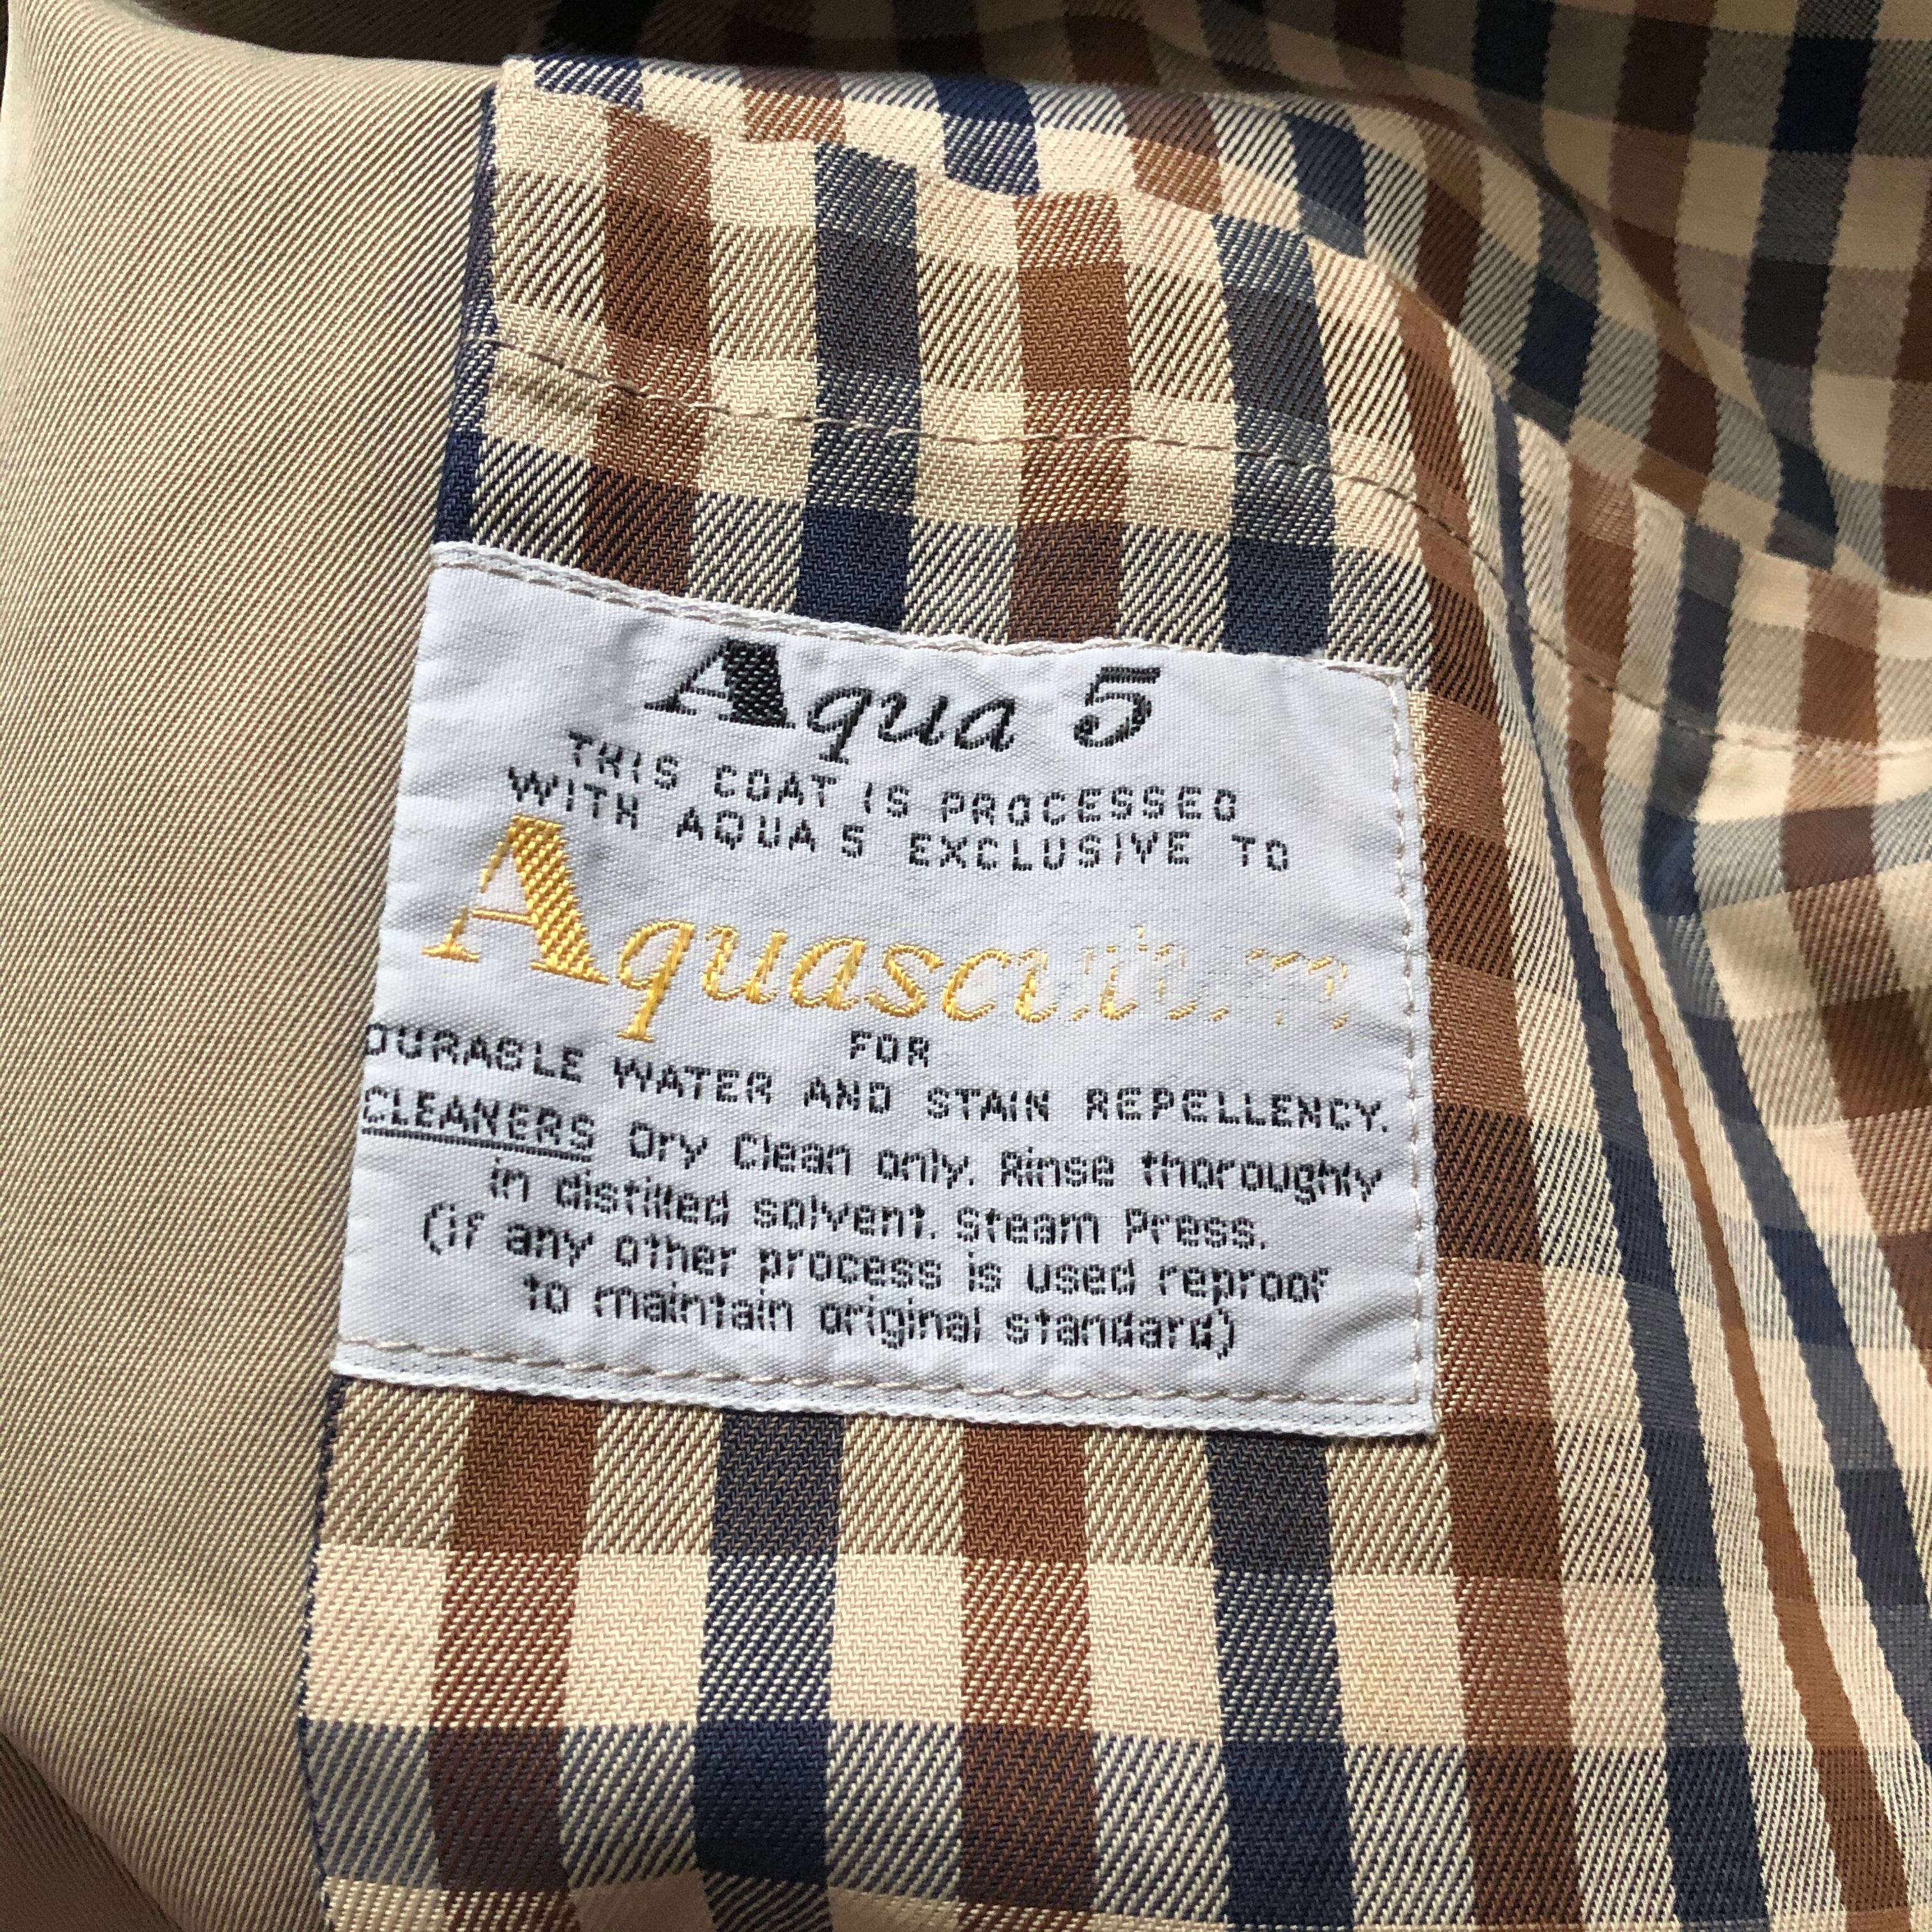 Aqua 5
THIS COAT IS PROCESSED
WITH AQUA 5 EXCLUSIVE TO
Aquascutum
FOR
DURABLE WATER AND STAIN REPELLENCY.
CLEANERS Dry Clean only. Rinse thoroughly
in distilled solvent. Steam Press.
(if any other process is used reproof
to maintain original standard)